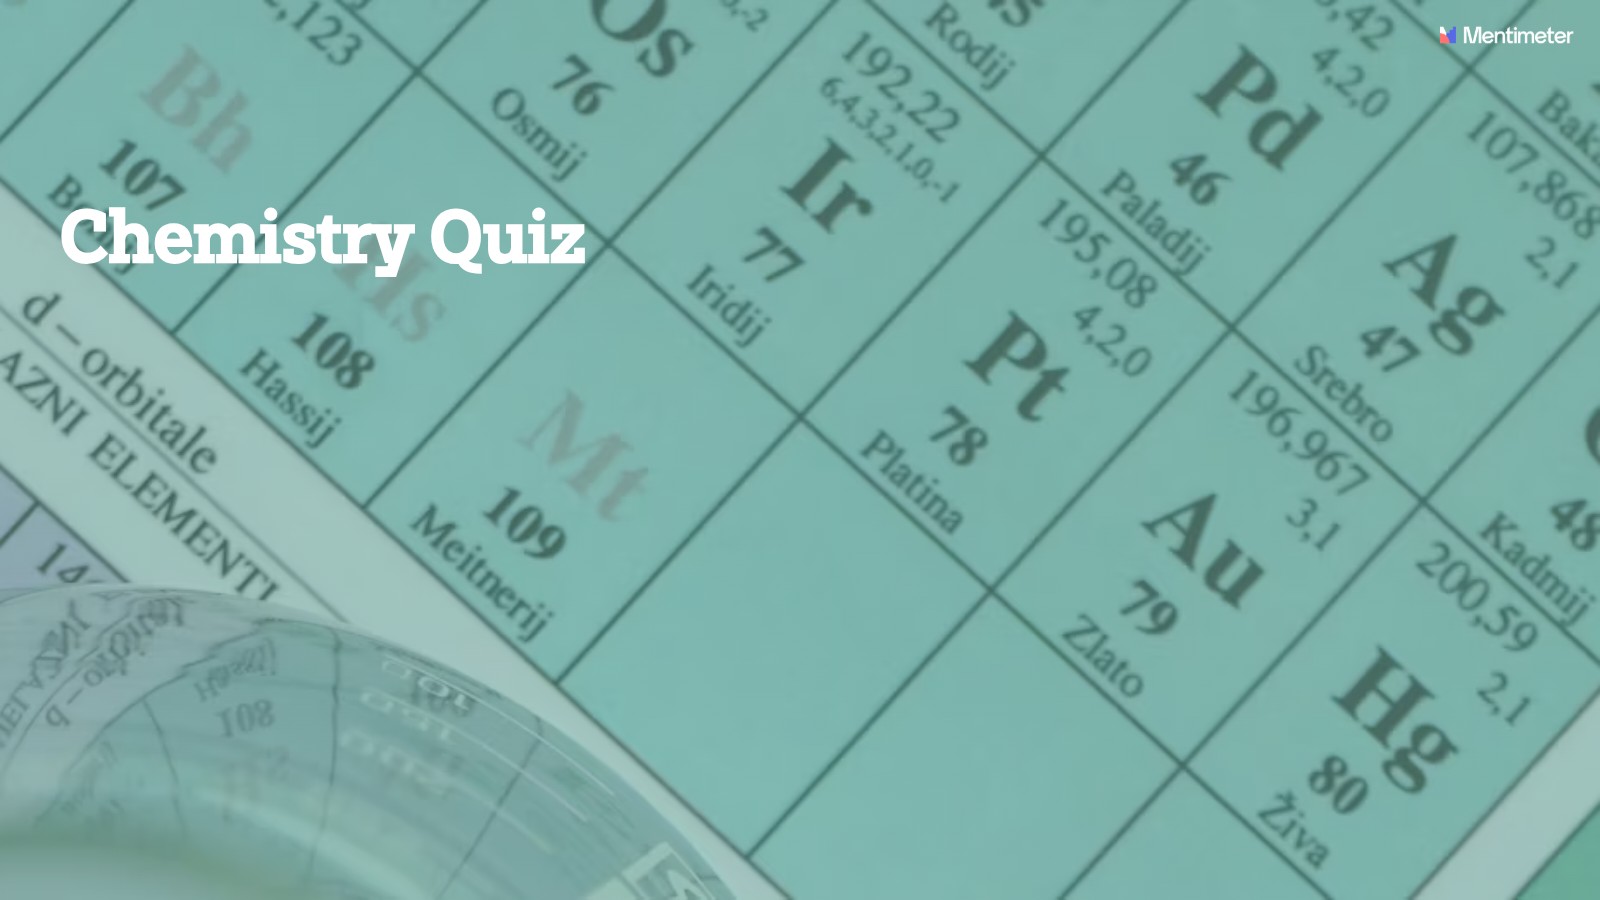 Mentimeter
Chemistry Quiz
Bh
107
108
Hassij
Os
76
Osmij
192,22
6,4,3,2,1,0,-1
Ir
77
Iridij
Rodij
Mt
109
Meitnerij
4,2,0
Pd
46
Paladij
195,08
4,2,0
Pt
78
Platina
107,868
2,1
Ag
47
Srebro
196,967
3,1
Au
79
Zlato
48
Kadmij
200,59
2,1
Hg
80
Živa
d – orbitale
ELEMENTI